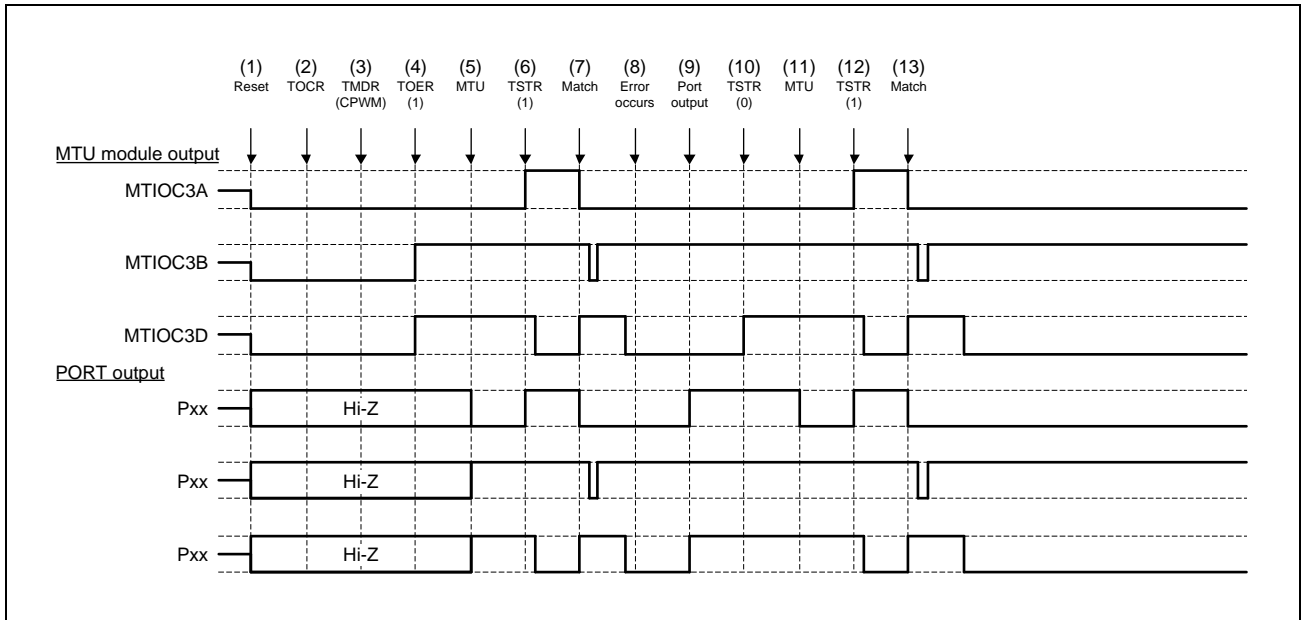 (1) (2) (3) (4) (5) (6) (7) (8) (9) (10) (11) (12) (13)
Reset TOCR TMDR TOER MTU TSTR Match Error Port TSTR MTU TSTR Match
(CPWM) (1) (1) occurs output (0) (1)
MTU module output
MTIOC3A
MTIOC3B
MTIOC3D
PORT output
Pxx Hi-Z
Pxx Hi-Z
Pxx Hi-Z